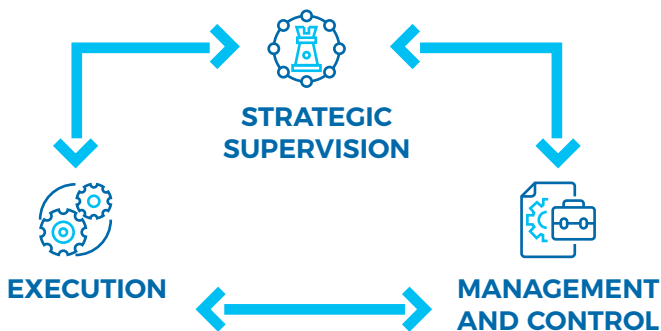 STRATEGIC
SUPERVISION
EXECUTION
MANAGEMENT
AND CONTROL